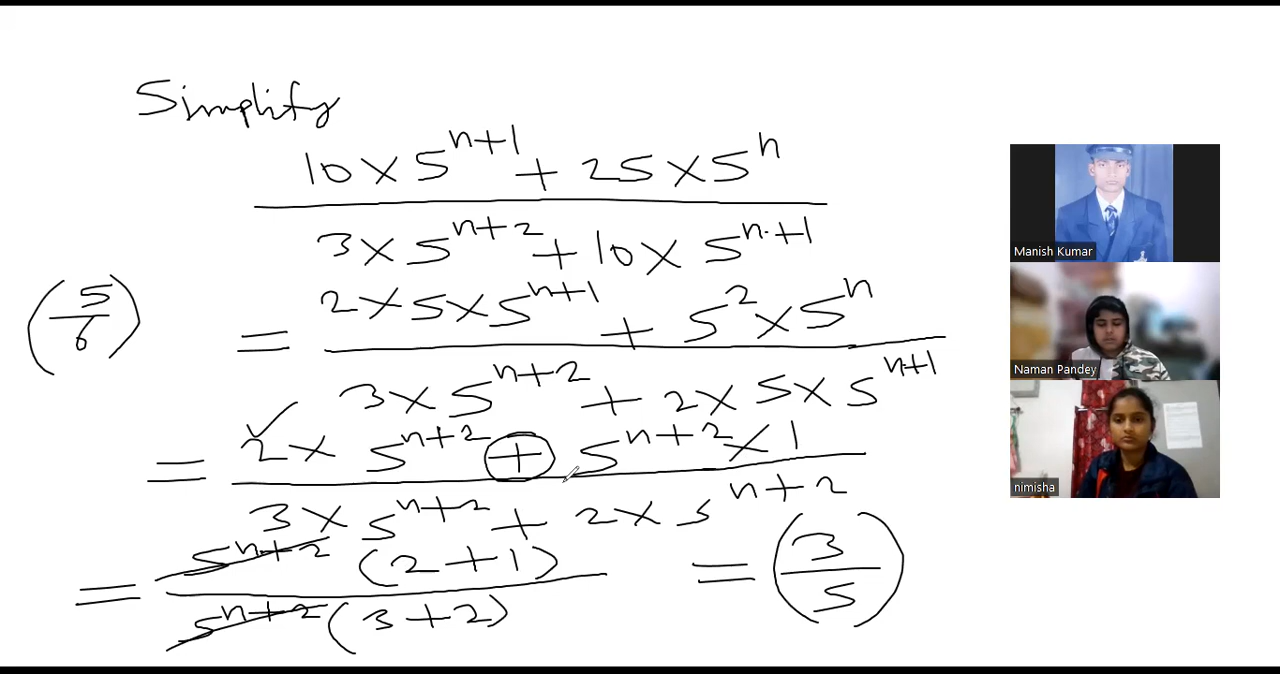 Simplify
10 × 5^(n+1) + 25 × 5^n
3 × 5^(n+2) + 10 × 5^(n+1)
(5/6)
= 2 × 5 × 5^(n+1) + 5^2 × 5^n
3 × 5^(n+2) + 2 × 5 × 5^(n+1)
= 2 × 5^(n+2) + 5^(n+2) × 1
3 × 5^(n+2) + 2 × 5^(n+2)
= 5^(n+2) (2+1)
5^(n+2) (3+2)
= (3/5)
Manish Kumar
Naman Pandey
nimisha